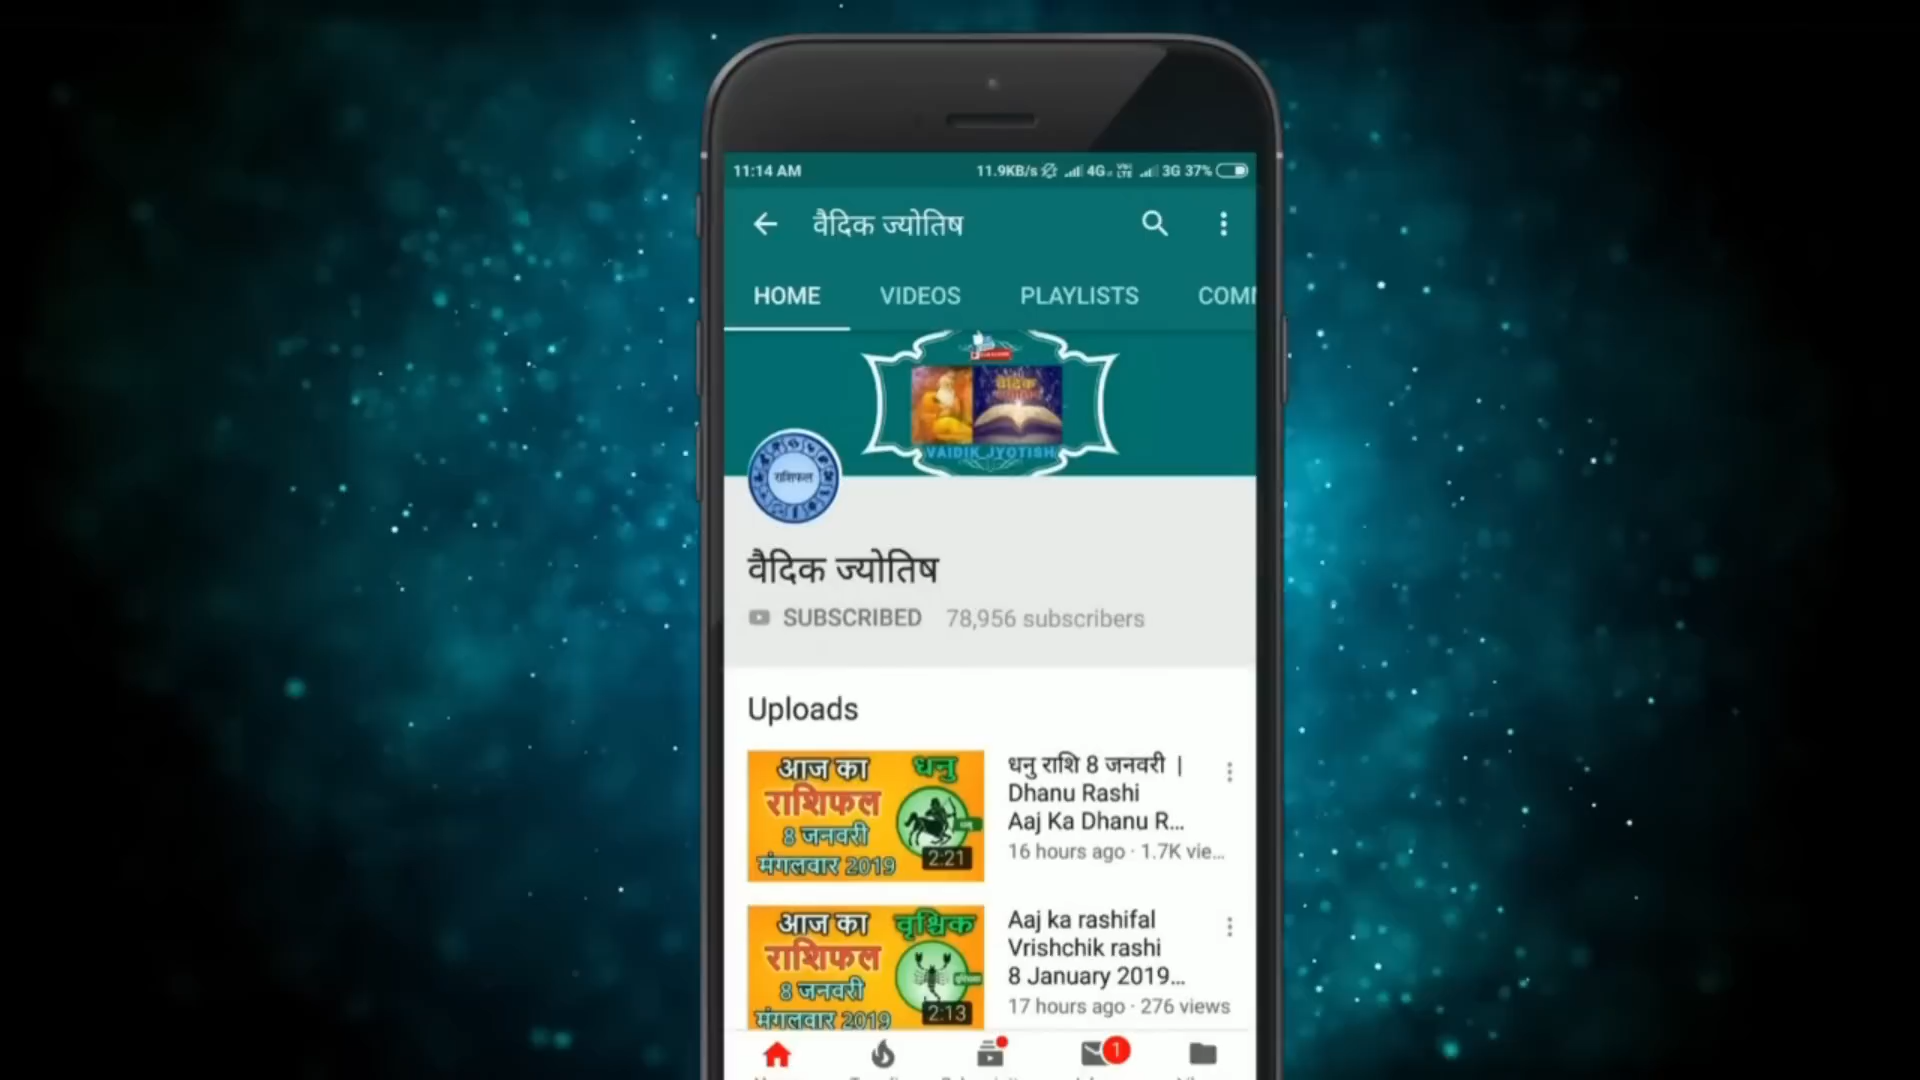 11:14 AM 11.9KB/s 4G VoLTE 3G 37%
वैदिक ज्योतिष
HOME VIDEOS PLAYLISTS COMM
वैदिक
VAIDIK JYOTISH
राशिफल
वैदिक ज्योतिष
SUBSCRIBED 78,956 subscribers
Uploads
आज का धनु
राशिफल
8 जनवरी
मंगलवार 2019
2:21
धनु राशि 8 जनवरी |
Dhanu Rashi
Aaj Ka Dhanu R...
16 hours ago · 1.7K vie...
आज का वृश्चिक
राशिफल
8 जनवरी
मंगलवार 2019
2:13
Aaj ka rashifal
Vrishchik rashi
8 January 2019...
17 hours ago · 276 views
1